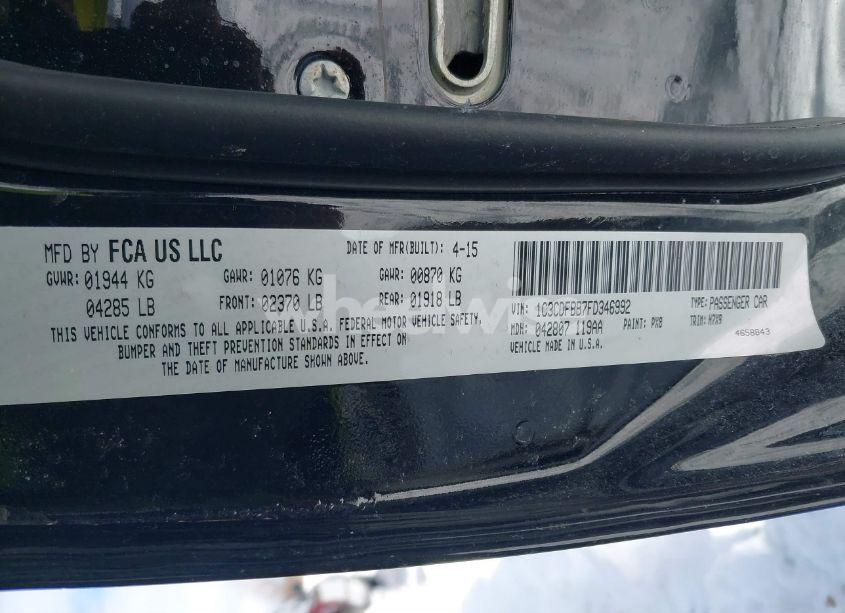 MFD BY FCA US LLC DATE OF MFR(BUILT): 4-15
GVWR: 01944 KG GAWR: 01076 KG GAWR: 00870 KG
04285 LB FRONT: 02370 LB REAR: 01918 LB
THIS VEHICLE CONFORMS TO ALL APPLICABLE U.S.A. FEDERAL MOTOR VEHICLE SAFETY,
BUMPER AND THEFT PREVENTION STANDARDS IN EFFECT ON
THE DATE OF MANUFACTURE SHOWN ABOVE.
VIN: 1C3CDFBB7FD346992 TYPE: PASSENGER CAR
MDH: 042807 119AA PAINT: PX8 TRIM: H7X9
VEHICLE MADE IN U.S.A. 4658843